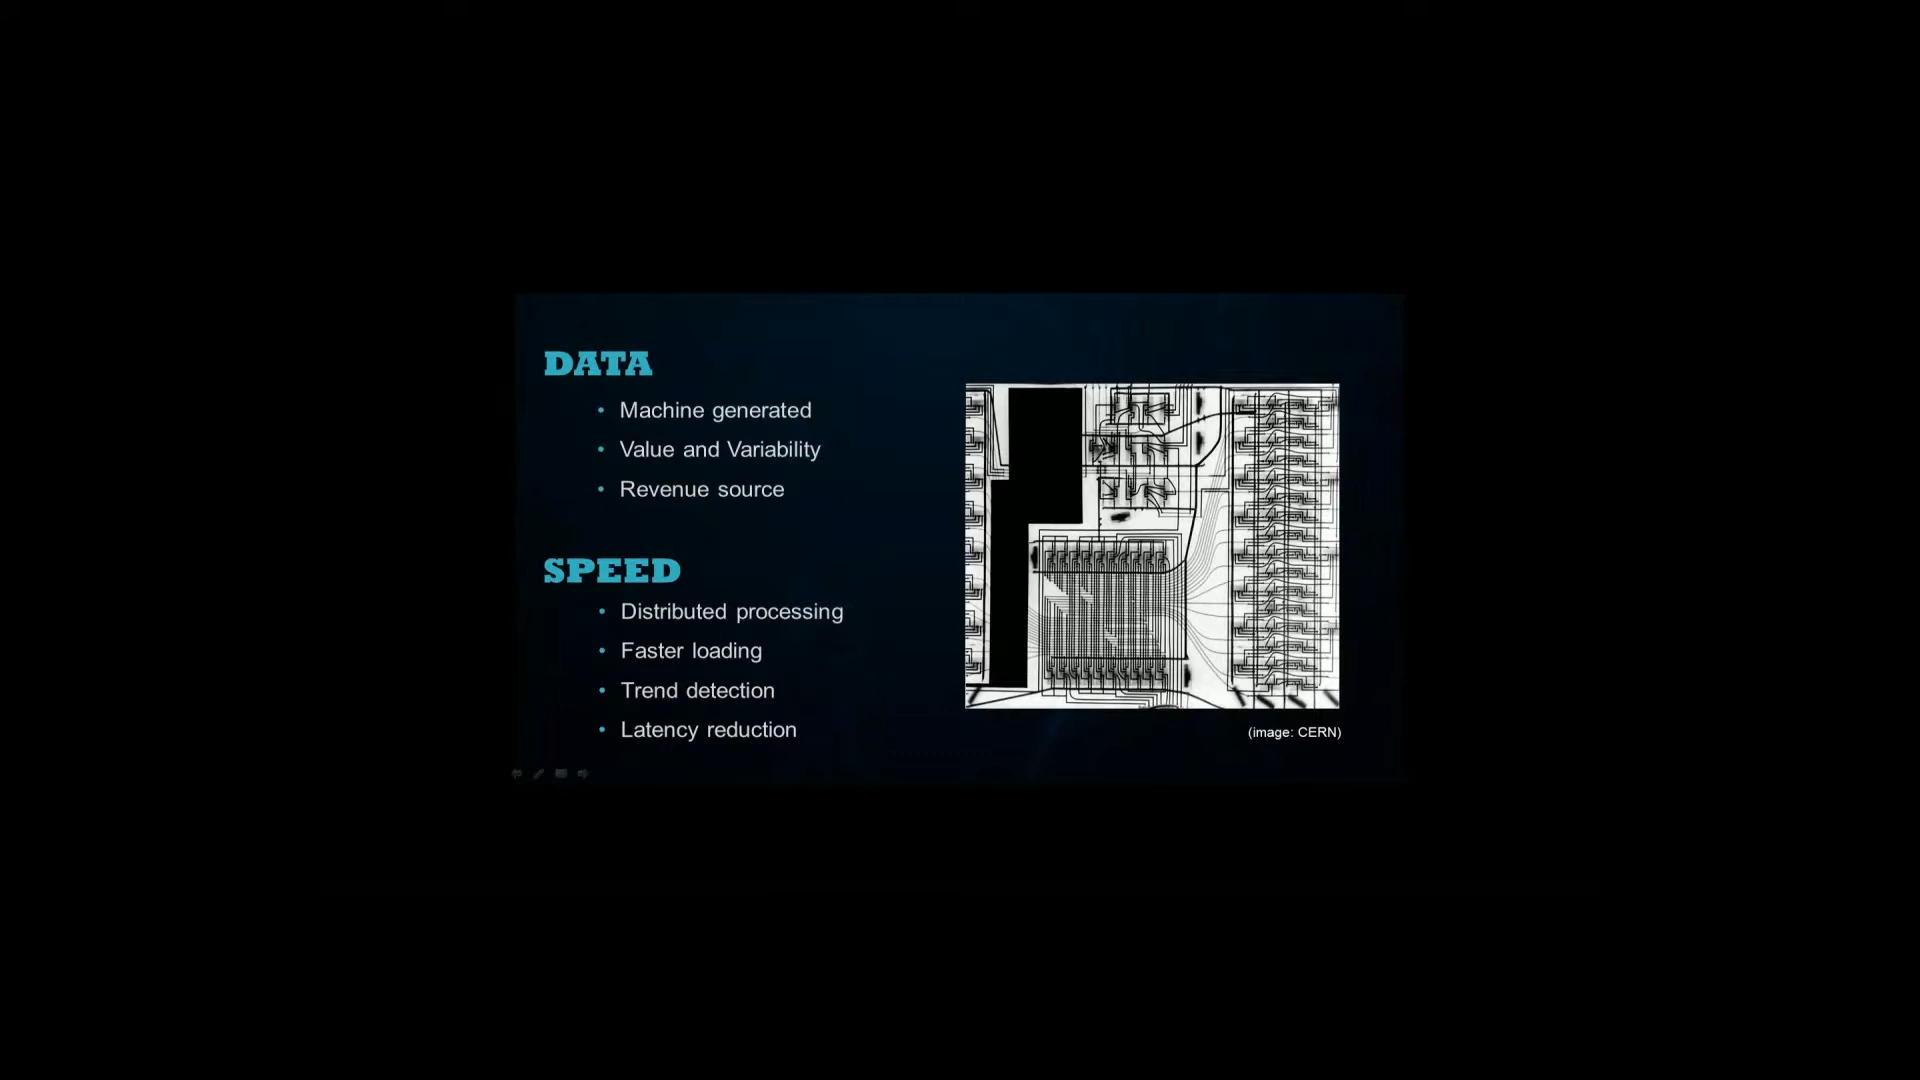 DATA
• Machine generated
• Value and Variability
• Revenue source
SPEED
• Distributed processing
• Faster loading
• Trend detection
• Latency reduction
(image: CERN)